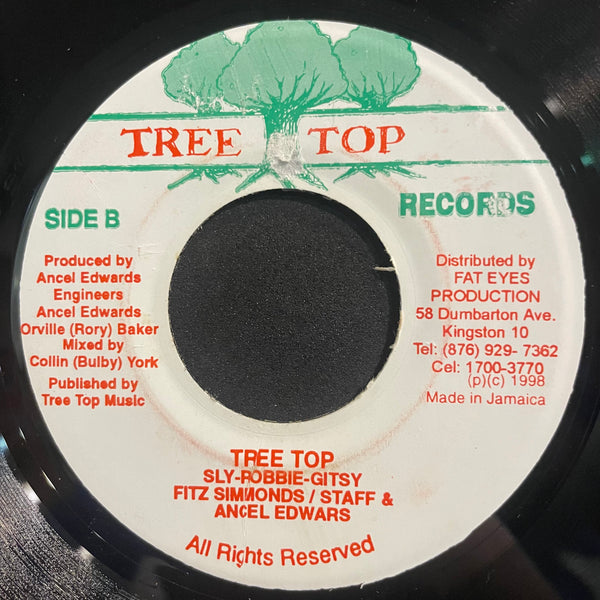 TREE TOP
RECORDS
SIDE B
Produced by
Ancel Edwards
Engineers
Ancel Edwards
Orville (Rory) Baker
Mixed by
Collin (Bulby) York
Published by
Tree Top Music
Distributed by
FAT EYES
PRODUCTION
58 Dumbarton Ave.
Kingston 10
Tel: (876) 929- 7362
Cel: 1700-3770
(p)(c) 1998
Made in Jamaica
TREE TOP
SLY-ROBBIE-GITSY
FITZ SIMMONDS / STAFF &
ANCEL EDWARS
All Rights Reserved